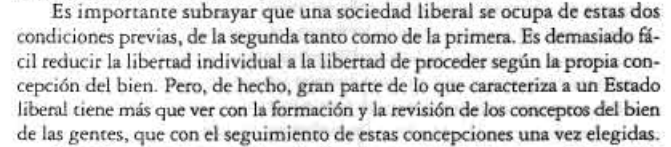 Es importante subrayar que una sociedad liberal se ocupa de estas dos
condiciones previas, de la segunda tanto como de la primera. Es demasiado fá-
cil reducir la libertad individual a la libertad de proceder según la propia con-
cepción del bien. Pero, de hecho, gran parte de lo que caracteriza a un Estado
liberal tiene más que ver con la formación y la revisión de los conceptos del bien
de las gentes, que con el seguimiento de estas concepciones una vez elegidas.